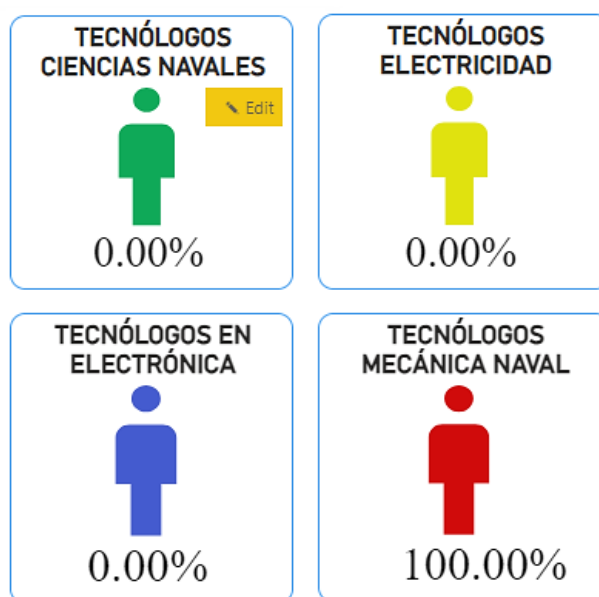 TECNÓLOGOS
CIENCIAS NAVALES
Edit
0.00%
TECNÓLOGOS
ELECTRICIDAD
0.00%
TECNÓLOGOS EN
ELECTRÓNICA
0.00%
TECNÓLOGOS
MECÁNICA NAVAL
100.00%